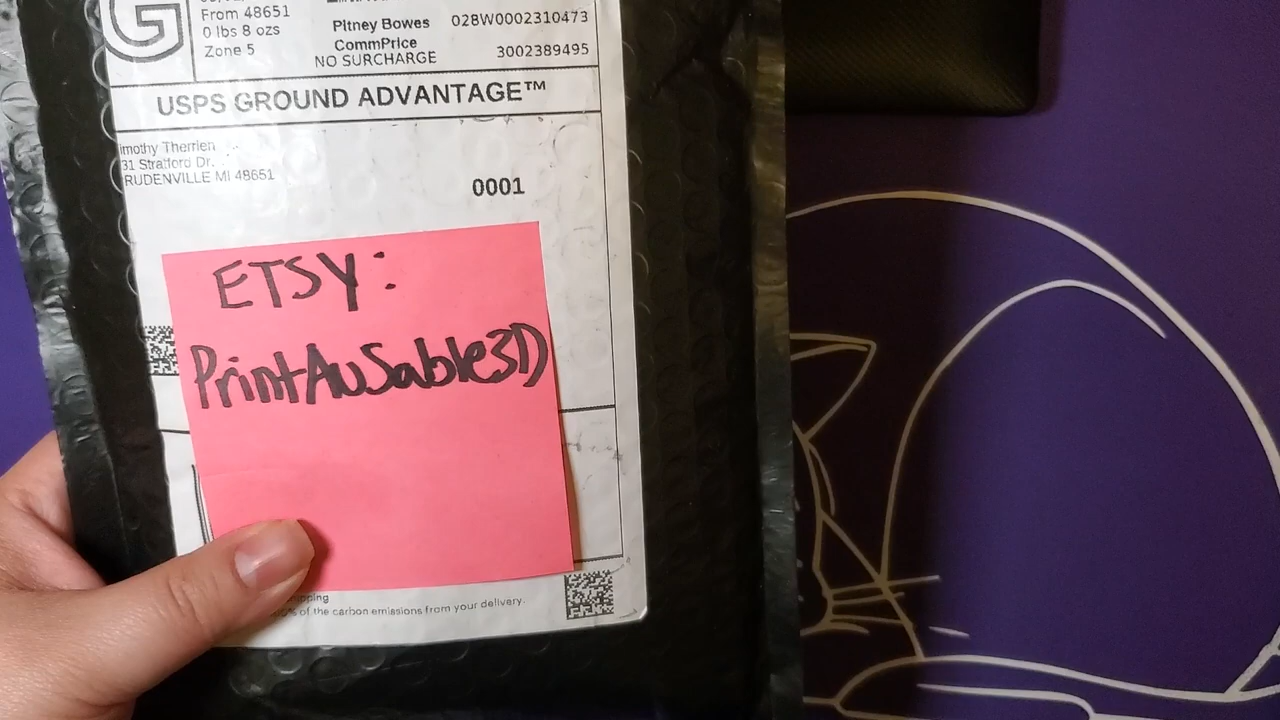 G
From 48651
0 lbs 8 ozs
Zone 5
Pitney Bowes
CommPrice
NO SURCHARGE
028W0002310473
3002389495
USPS GROUND ADVANTAGE™
imothy Therrien
31 Stratford Dr.
RUDENVILLE MI 48651
0001
ETSY:
PrintAuSable3D
pping
of the carbon emissions from your delivery.